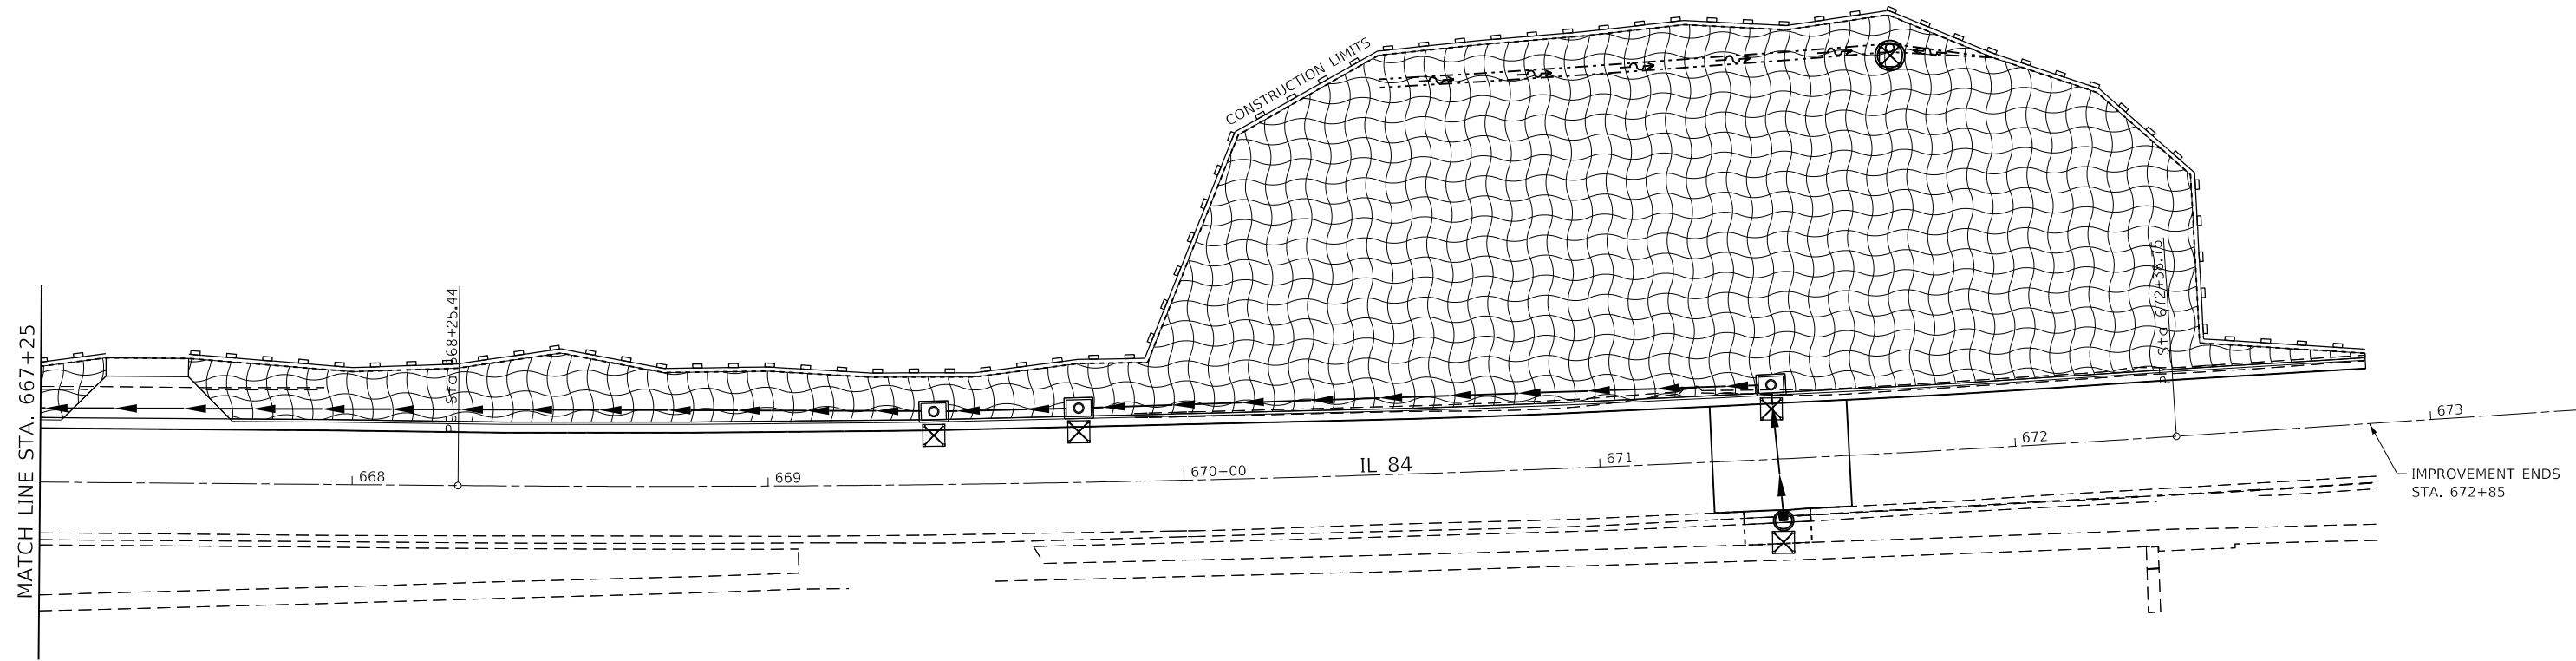 CONSTRUCTION LIMITS
MATCH LINE STA. 667+25
Sta 668+25.44
Sta 672+38.75
668
669
670+00
IL 84
671
672
673
IMPROVEMENT ENDS
STA. 672+85